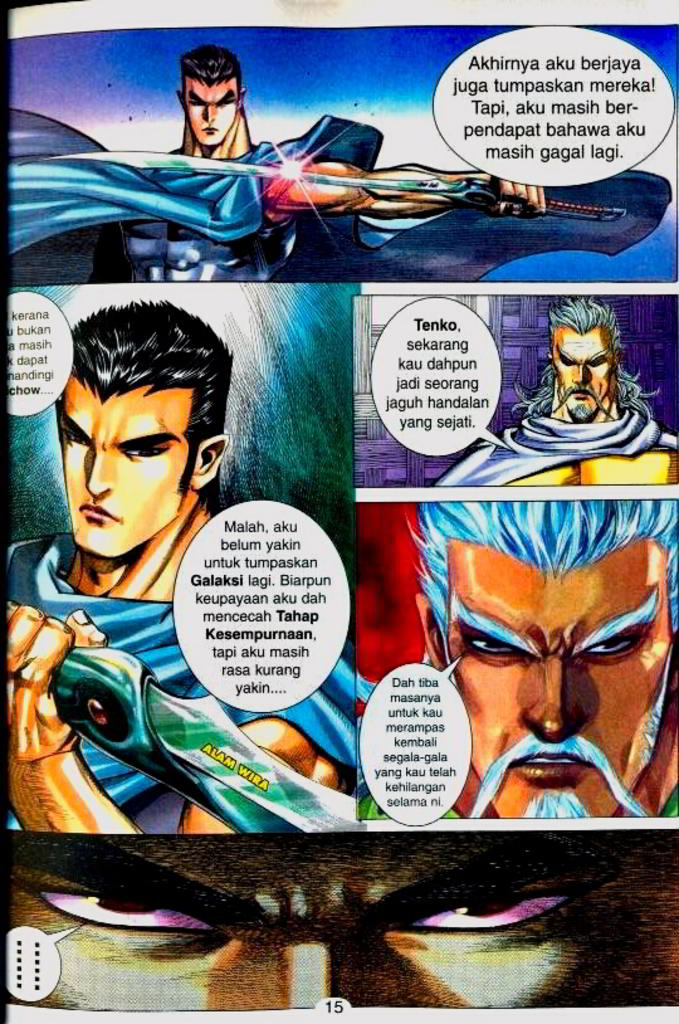 Akhirnya aku berjaya
juga tumpaskan mereka!
Tapi, aku masih ber-
pendapat bahawa aku
masih gagal lagi.
kerana
bukan
masih
dapat
Tenko,
sekarang
kau dahpun
jadi seorang
jaguh handalan
yang sejati.
Malah, aku
belum yakin
untuk tumpaskan
Galaksi lagi. Biarpun
keupayaan aku dah
mencecah Tahap
Kesempurnaan,
tapi aku masih
rasa kurang
yakin....
ALAM WIRA
Dah tiba
masanya
untuk kau
merampas
kembali
segala-gala
yang kau telah
kehilangan
selama ni.
15